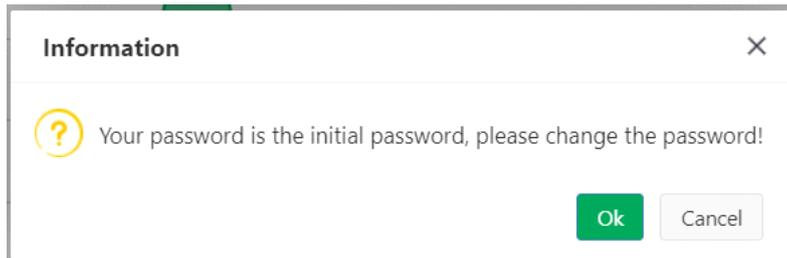 Information
Your password is the initial password, please change the password!
Ok Cancel